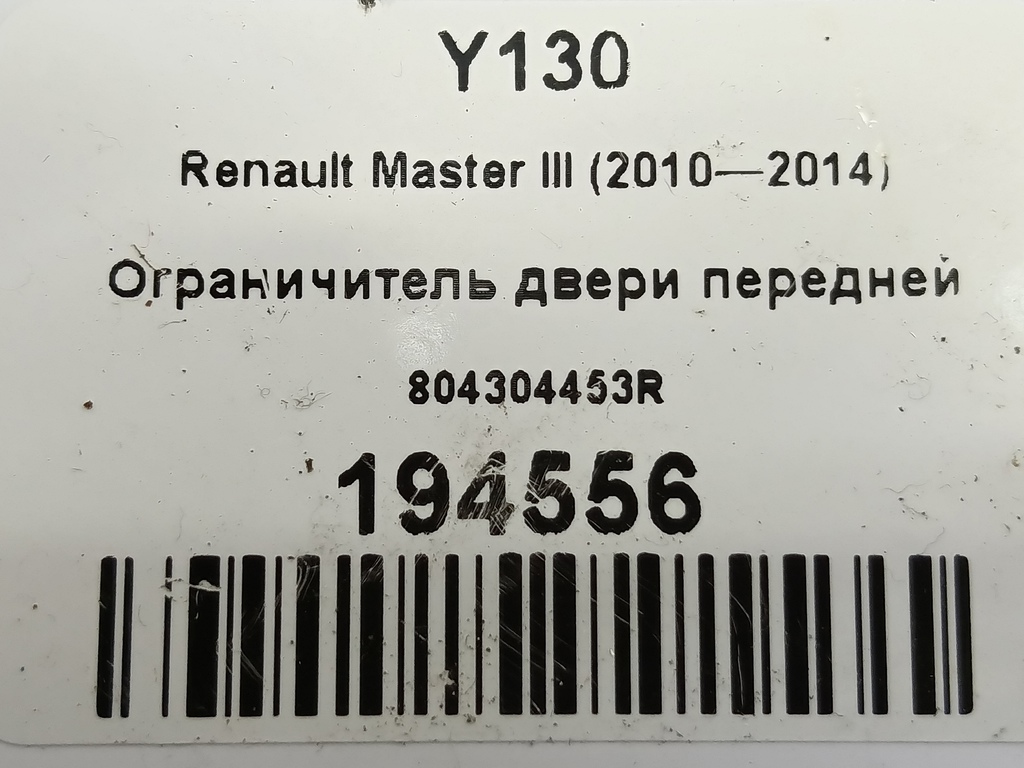 Y130
Renault Master III (2010—2014)
Ограничитель двери передней
804304453R
194556